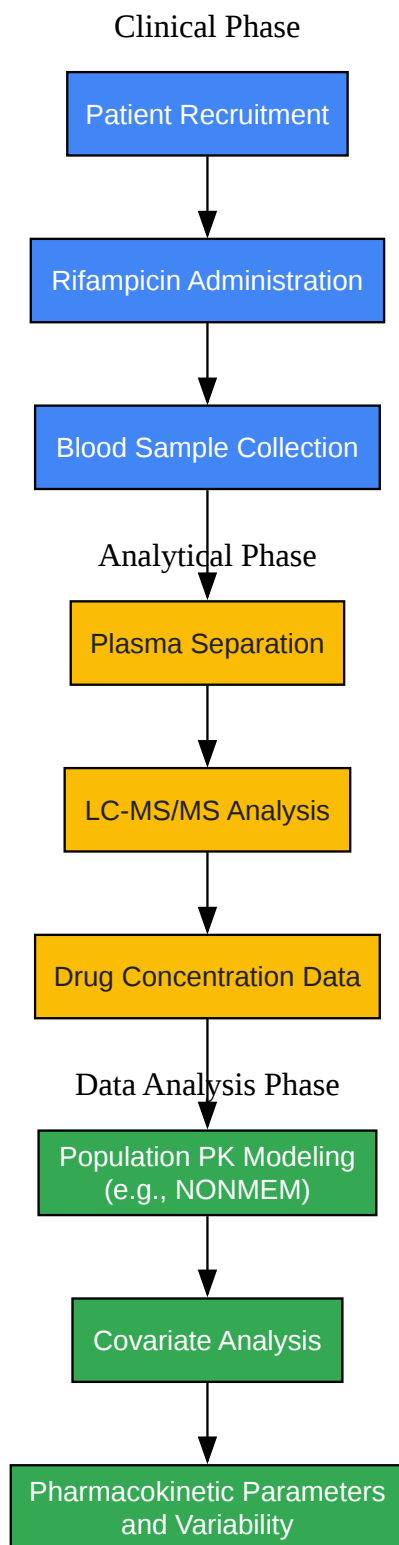 Clinical Phase
Patient Recruitment
Rifampicin Administration
Blood Sample Collection
Analytical Phase
Plasma Separation
LC-MS/MS Analysis
Drug Concentration Data
Data Analysis Phase
Population PK Modeling
(e.g., NONMEM)
Covariate Analysis
Pharmacokinetic Parameters
and Variability